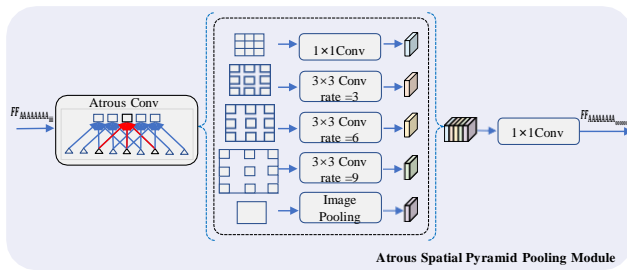 Atrous Conv
1×1Conv
3×3 Conv
rate =3
3×3 Conv
rate =6
3×3 Conv
rate =9
Image
Pooling
1×1Conv
Atrous Spatial Pyramid Pooling Module